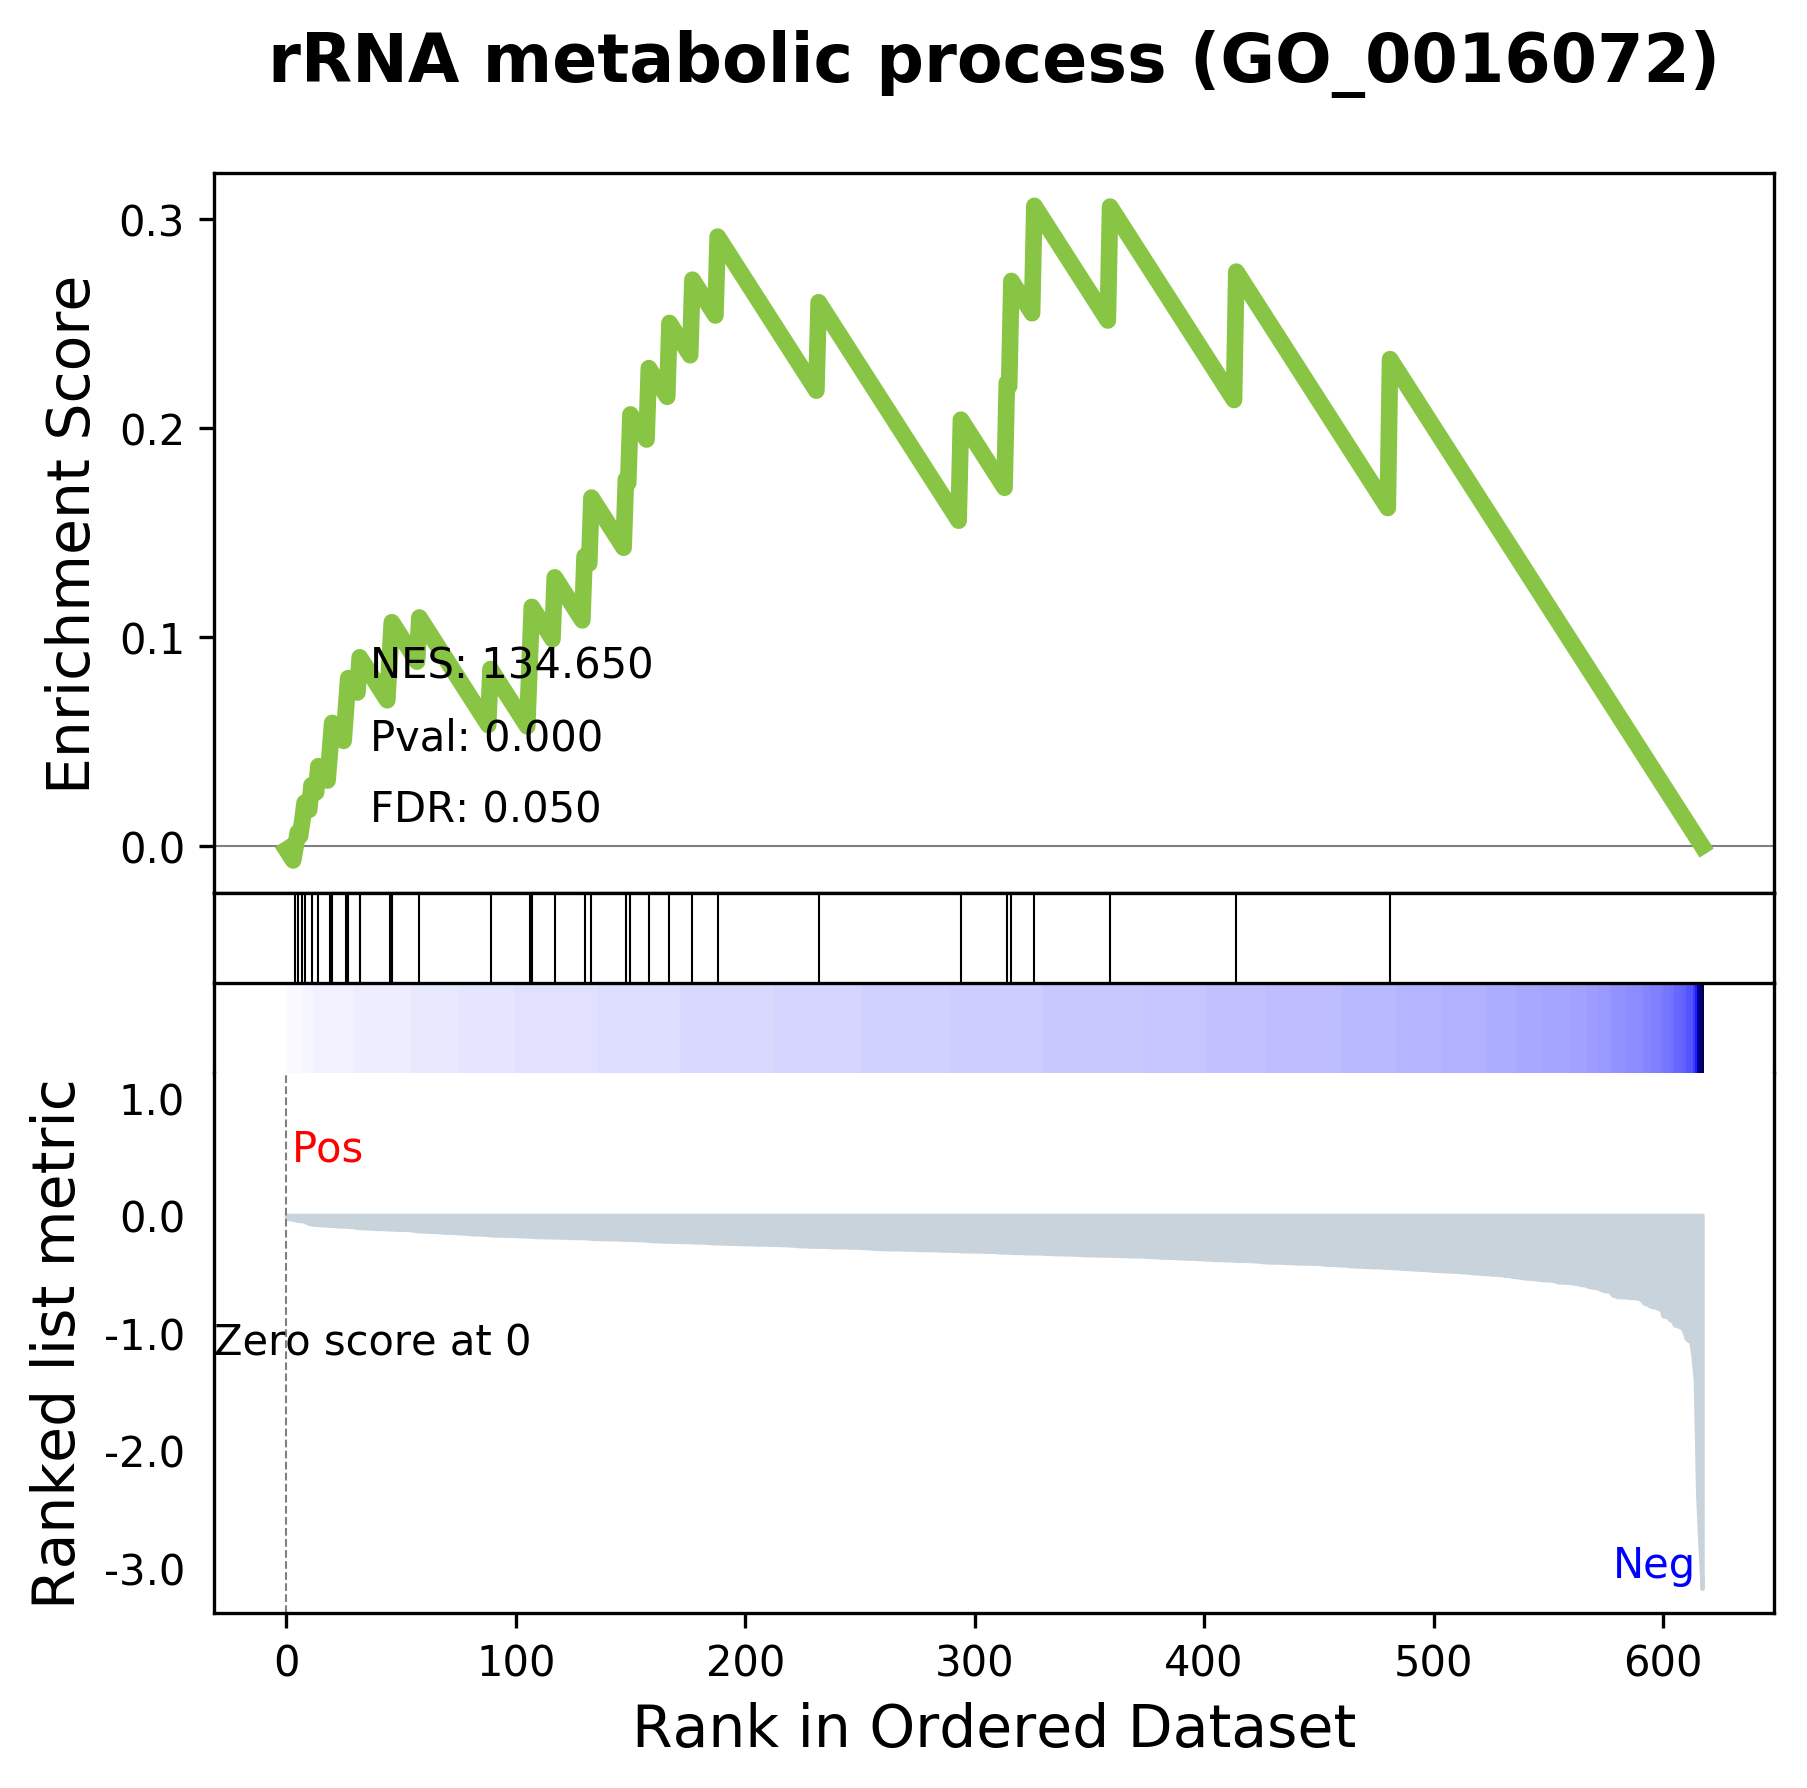 rRNA metabolic process (GO_0016072)
Enrichment Score
0.3
0.2
0.1
0.0
NES: 134.650
Pval: 0.000
FDR: 0.050
Ranked list metric
1.0
0.0
-1.0
-2.0
-3.0
Pos
Zero score at 0
Neg
0 100 200 300 400 500 600
Rank in Ordered Dataset